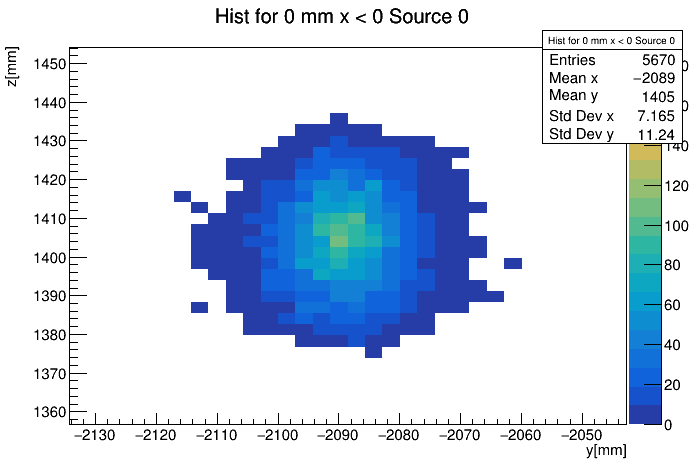 Hist for 0 mm x < 0 Source 0
Hist for 0 mm x < 0 Source 0
Entries 5670
Mean x −2089
Mean y 1405
Std Dev x 7.165
Std Dev y 11.24
z[mm]
1450
1440
1430
1420
1410
1400
1390
1380
1370
1360
−2130 −2120 −2110 −2100 −2090 −2080 −2070 −2060 −2050
y[mm]
140
120
100
80
60
40
20
0